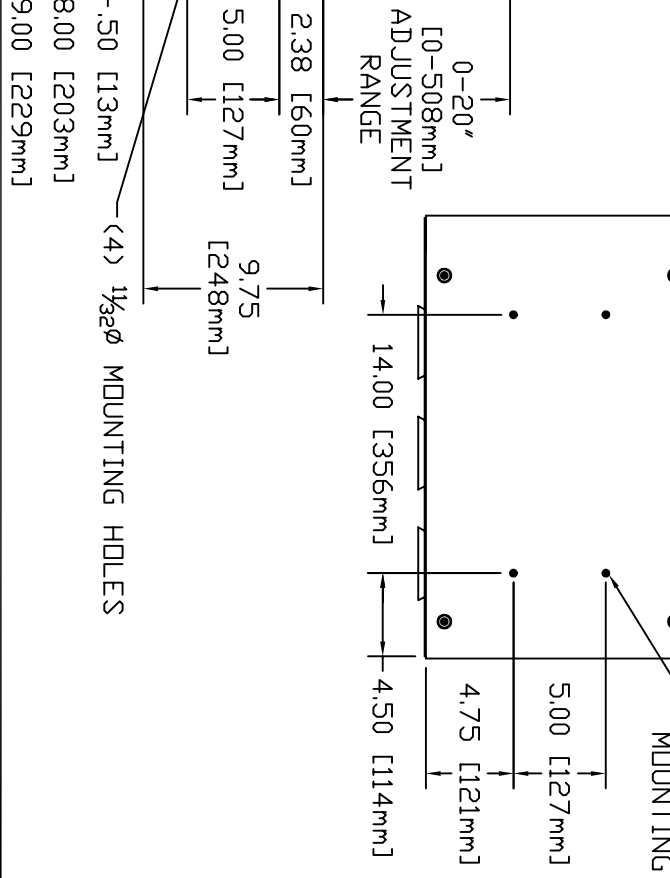 0-20"
[0-508mm]
ADJUSTMENT
RANGE
2.38 [60mm]
5.00 [127mm]
9.75
[248mm]
.50 [13mm]
8.00 [203mm]
9.00 [229mm]
(4) 11/32Ø MOUNTING HOLES
MOUNTING
5.00 [127mm]
4.75 [121mm]
14.00 [356mm]
4.50 [114mm]